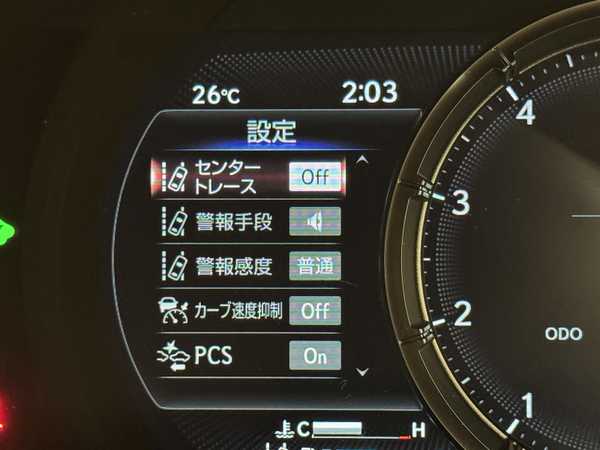 26℃ 2:03
設定
センター
トレース Off
警報手段
警報感度 普通
カーブ速度抑制 Off
PCS On
C H
4
3
2
1
ODO